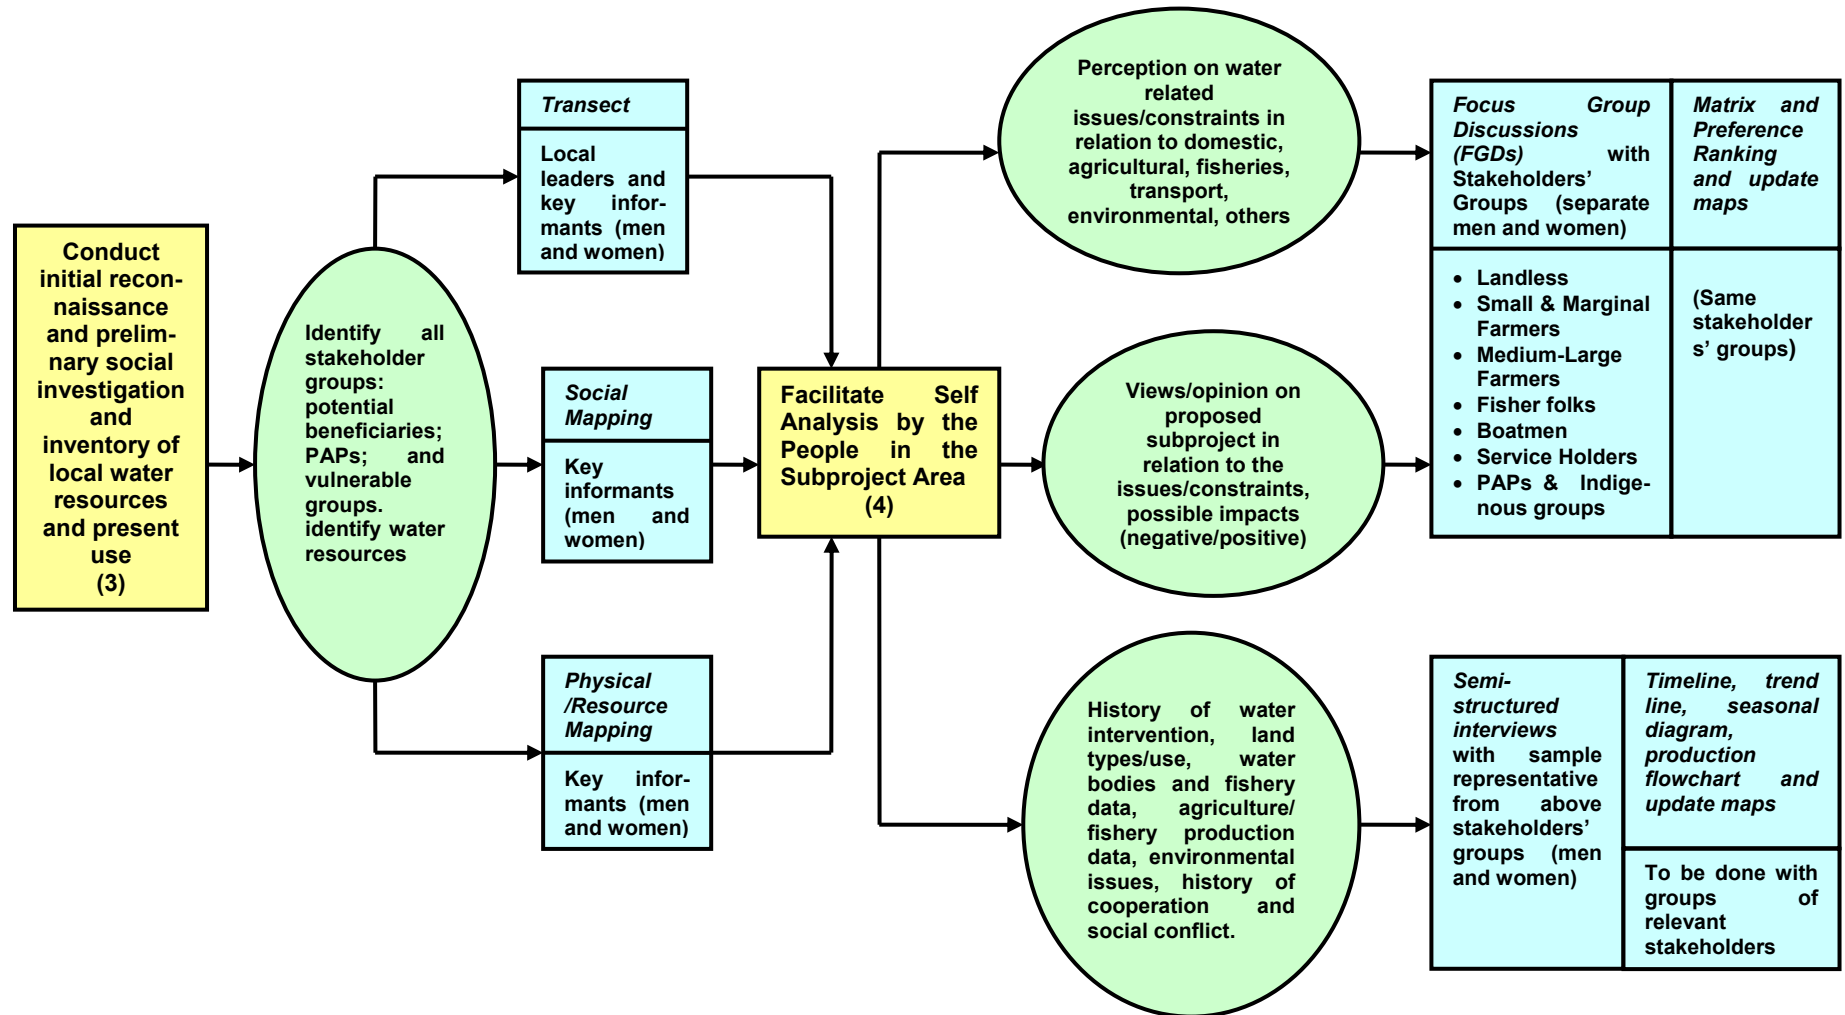 Conduct
initial recon-
naissance
and prelim-
nary social
investigation
and
inventory of
local water
resources
and present
use
(3)
Identify all
stakeholder
groups:
potential
beneficiaries;
PAPs; and
vulnerable
groups.
identify water
resources
Transect
Local
leaders and
key infor-
mants (men
and women)
Social
Mapping
Key
informants
(men and
women)
Physical
/Resource
Mapping
Key infor-
mants (men
and women)
Facilitate Self
Analysis by the
People in the
Subproject Area
(4)
Perception on water
related
issues/constraints in
relation to domestic,
agricultural, fisheries,
transport,
environmental, others
Views/opinion on
proposed
subproject in
relation to the
issues/constraints,
possible impacts
(negative/positive)
History of water
intervention, land
types/use, water
bodies and fishery
data, agriculture/
fishery production
data, environmental
issues, history of
cooperation and
social conflict.
Focus Group
Discussions
(FGDs) with
Stakeholders’
Groups (separate
men and women)
Matrix and
Preference
Ranking
and update
maps
• Landless
• Small & Marginal
Farmers
• Medium-Large
Farmers
• Fisher folks
• Boatmen
• Service Holders
• PAPs & Indige-
nous groups
(Same
stakeholder
s’ groups)
Semi-
structured
interviews
with sample
representative
from above
stakeholders’
groups (men
and women)
Timeline, trend
line, seasonal
diagram,
production
flowchart and
update maps
To be done with
groups of
relevant
stakeholders